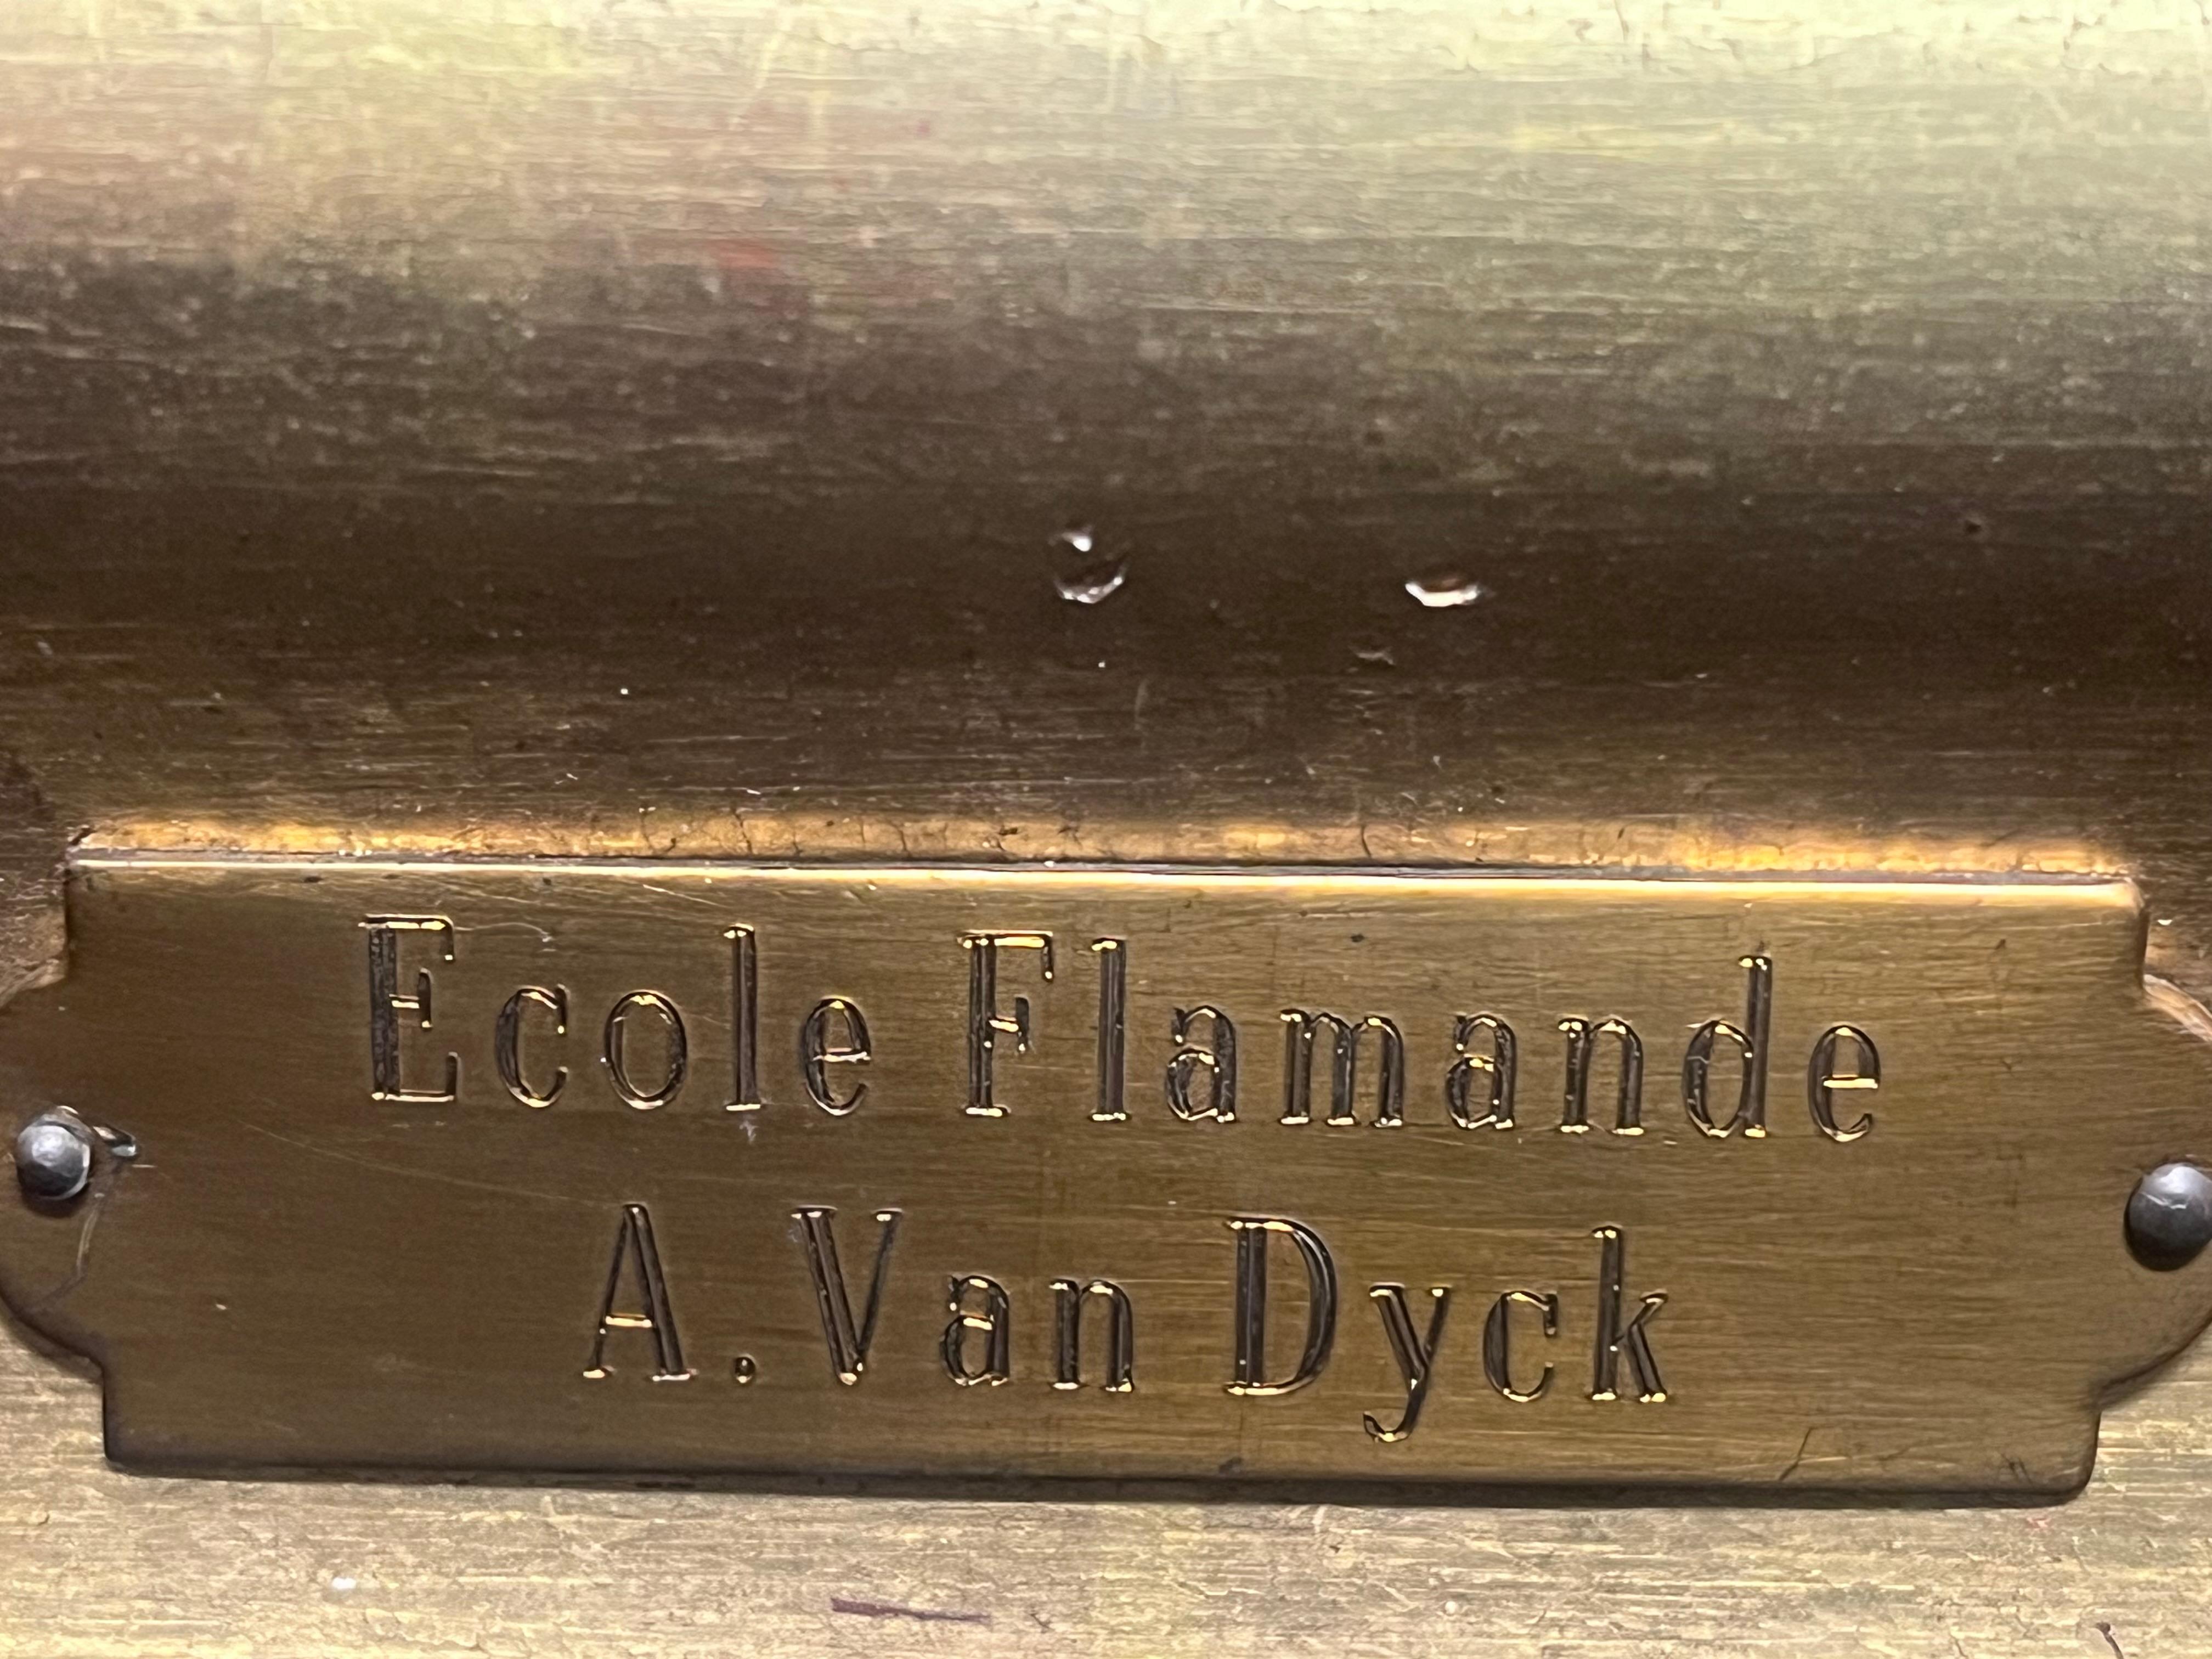 Ecole Flamande
A. Van Dyck